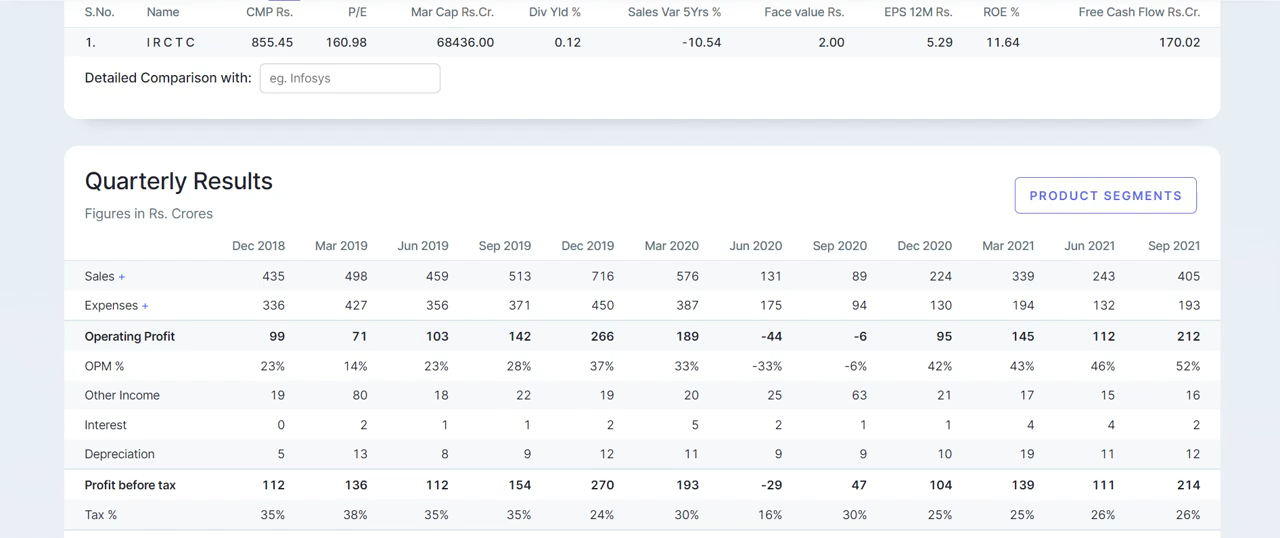 S.No. Name CMP Rs. P/E Mar Cap Rs.Cr. Div Yld % Sales Var 5Yrs % Face value Rs. EPS 12M Rs. ROE % Free Cash Flow Rs.Cr.
1. I R C T C 855.45 160.98 68436.00 0.12 -10.54 2.00 5.29 11.64 170.02
Detailed Comparison with: eg. Infosys
Quarterly Results
PRODUCT SEGMENTS
Figures in Rs. Crores
Dec 2018 Mar 2019 Jun 2019 Sep 2019 Dec 2019 Mar 2020 Jun 2020 Sep 2020 Dec 2020 Mar 2021 Jun 2021 Sep 2021
Sales + 435 498 459 513 716 576 131 89 224 339 243 405
Expenses + 336 427 356 371 450 387 175 94 130 194 132 193
Operating Profit 99 71 103 142 266 189 -44 -6 95 145 112 212
OPM % 23% 14% 23% 28% 37% 33% -33% -6% 42% 43% 46% 52%
Other Income 19 80 18 22 19 20 25 63 21 17 15 16
Interest 0 2 1 1 2 5 2 1 1 4 4 2
Depreciation 5 13 8 9 12 11 9 9 10 19 11 12
Profit before tax 112 136 112 154 270 193 -29 47 104 139 111 214
Tax % 35% 38% 35% 35% 24% 30% 16% 30% 25% 25% 26% 26%